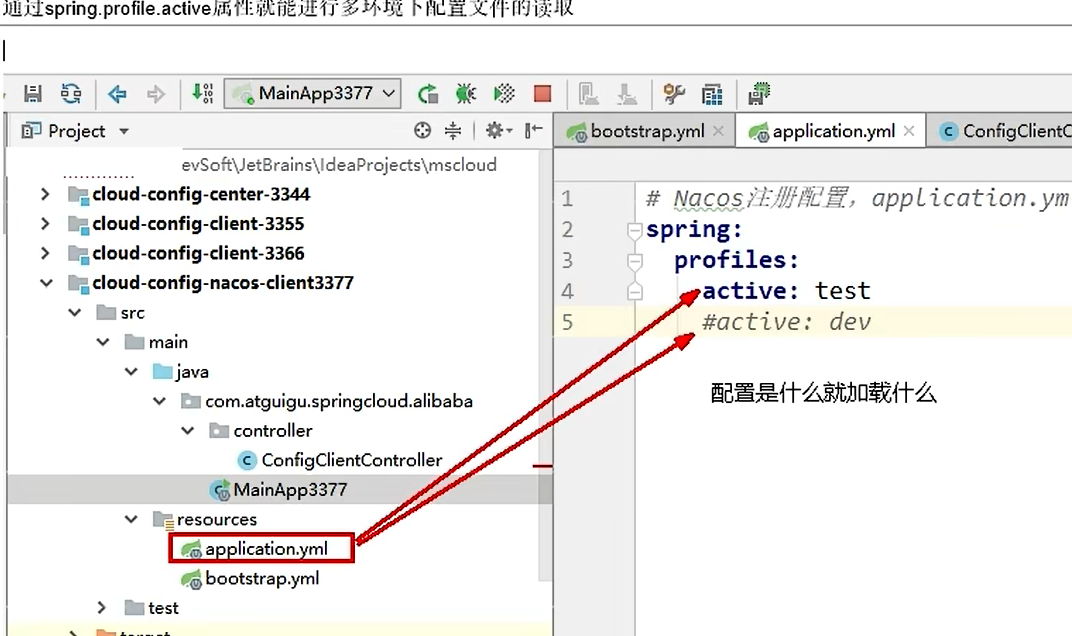 通过spring.profile.active属性就能进行多环境下配置文件的读取
MainApp3377
Project
bootstrap.yml
application.yml
ConfigClientC
evSoft\JetBrains\IdeaProjects\mscloud
cloud-config-center-3344
cloud-config-client-3355
cloud-config-client-3366
cloud-config-nacos-client3377
src
main
java
com.atguigu.springcloud.alibaba
controller
ConfigClientController
MainApp3377
resources
application.yml
bootstrap.yml
test
target
1 # Nacos注册配置，application.ym
2 spring:
3 profiles:
4 active: test
5 #active: dev
配置是什么就加载什么